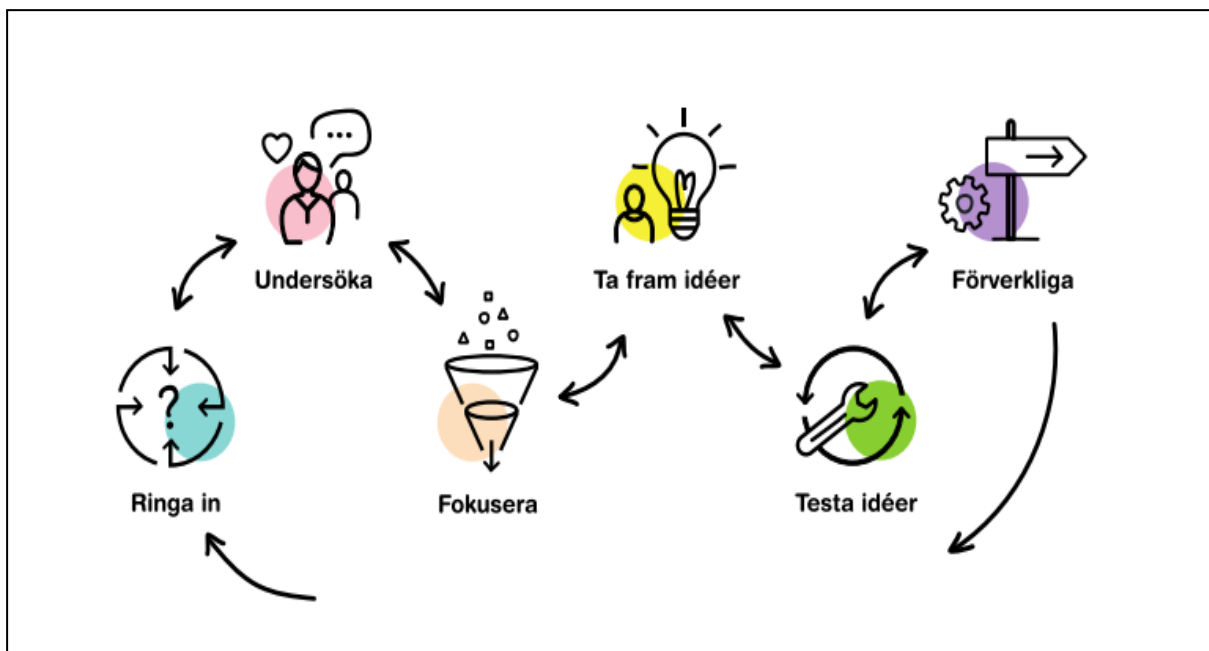 Undersöka
Ta fram idéer
Förverkliga
Ringa in
Fokusera
Testa idéer